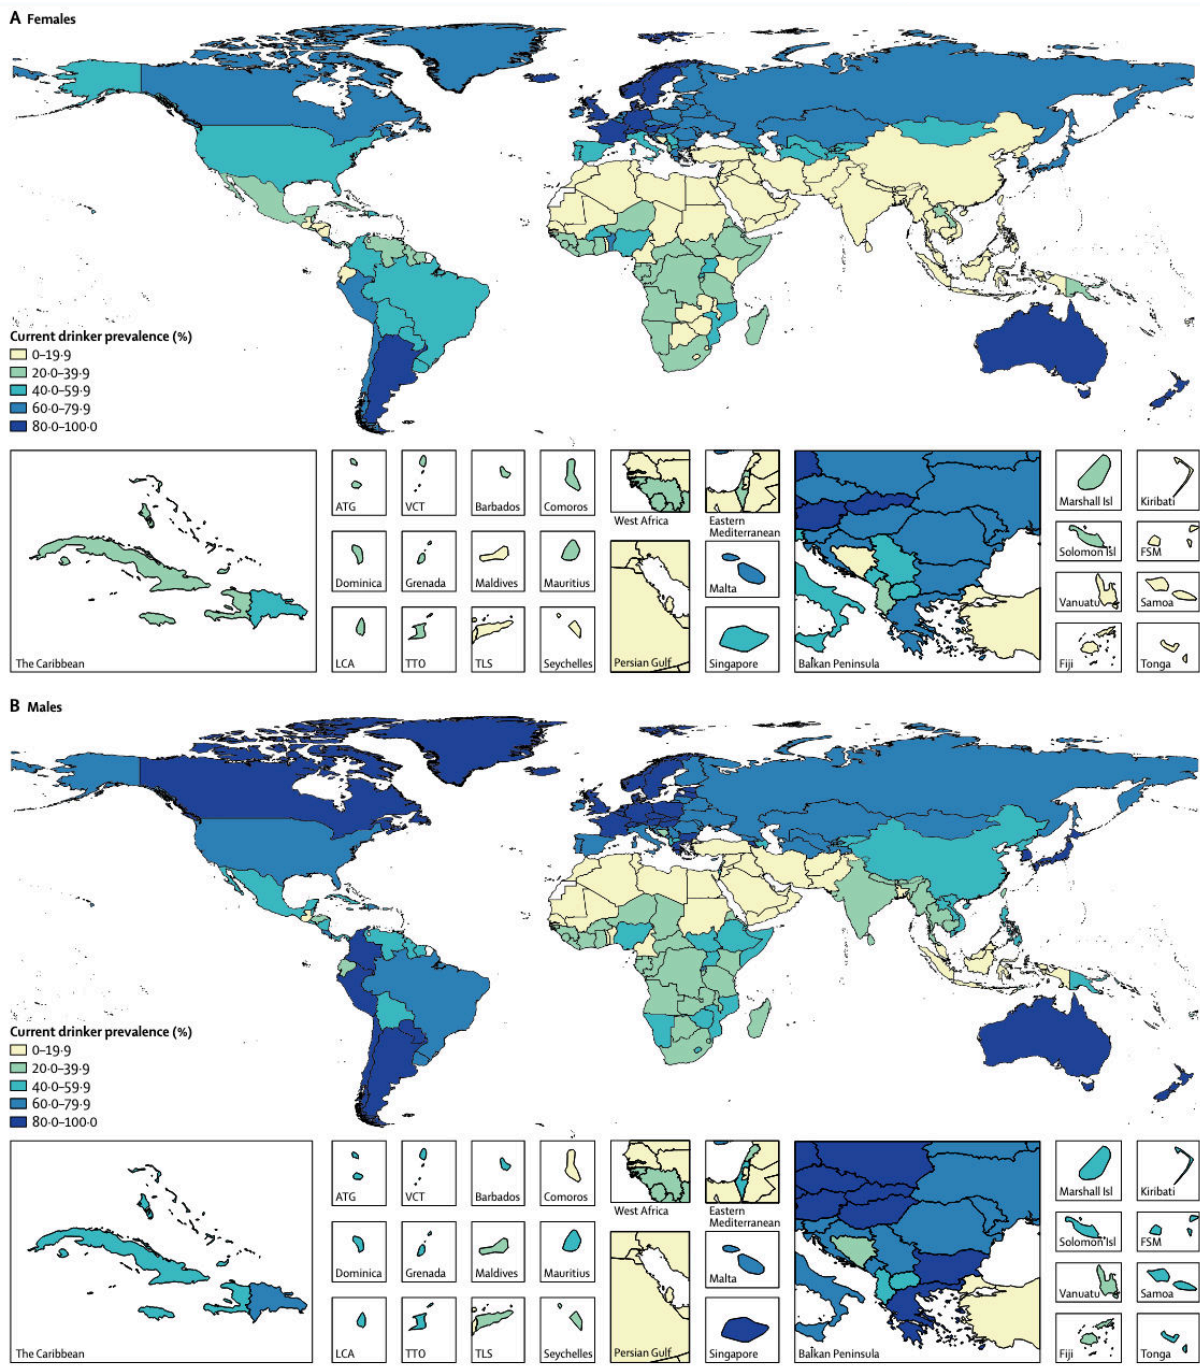 A Females
Current drinker prevalence (%)
0–19·9
20·0–39·9
40·0–59·9
60·0–79·9
80·0–100·0
The Caribbean
ATG
VCT
Barbados
Comoros
Dominica
Grenada
Maldives
Mauritius
LCA
TTO
TLS
Seychelles
West Africa
Eastern
Mediterranean
Persian Gulf
Malta
Singapore
Balkan Peninsula
Marshall Isl
Kiribati
Solomon Isl
FSM
Vanuatu
Samoa
Fiji
Tonga
B Males
Current drinker prevalence (%)
0–19·9
20·0–39·9
40·0–59·9
60·0–79·9
80·0–100·0
The Caribbean
ATG
VCT
Barbados
Comoros
Dominica
Grenada
Maldives
Mauritius
LCA
TTO
TLS
Seychelles
West Africa
Eastern
Mediterranean
Persian Gulf
Malta
Singapore
Balkan Peninsula
Marshall Isl
Kiribati
Solomon Isl
FSM
Vanuatu
Samoa
Fiji
Tonga